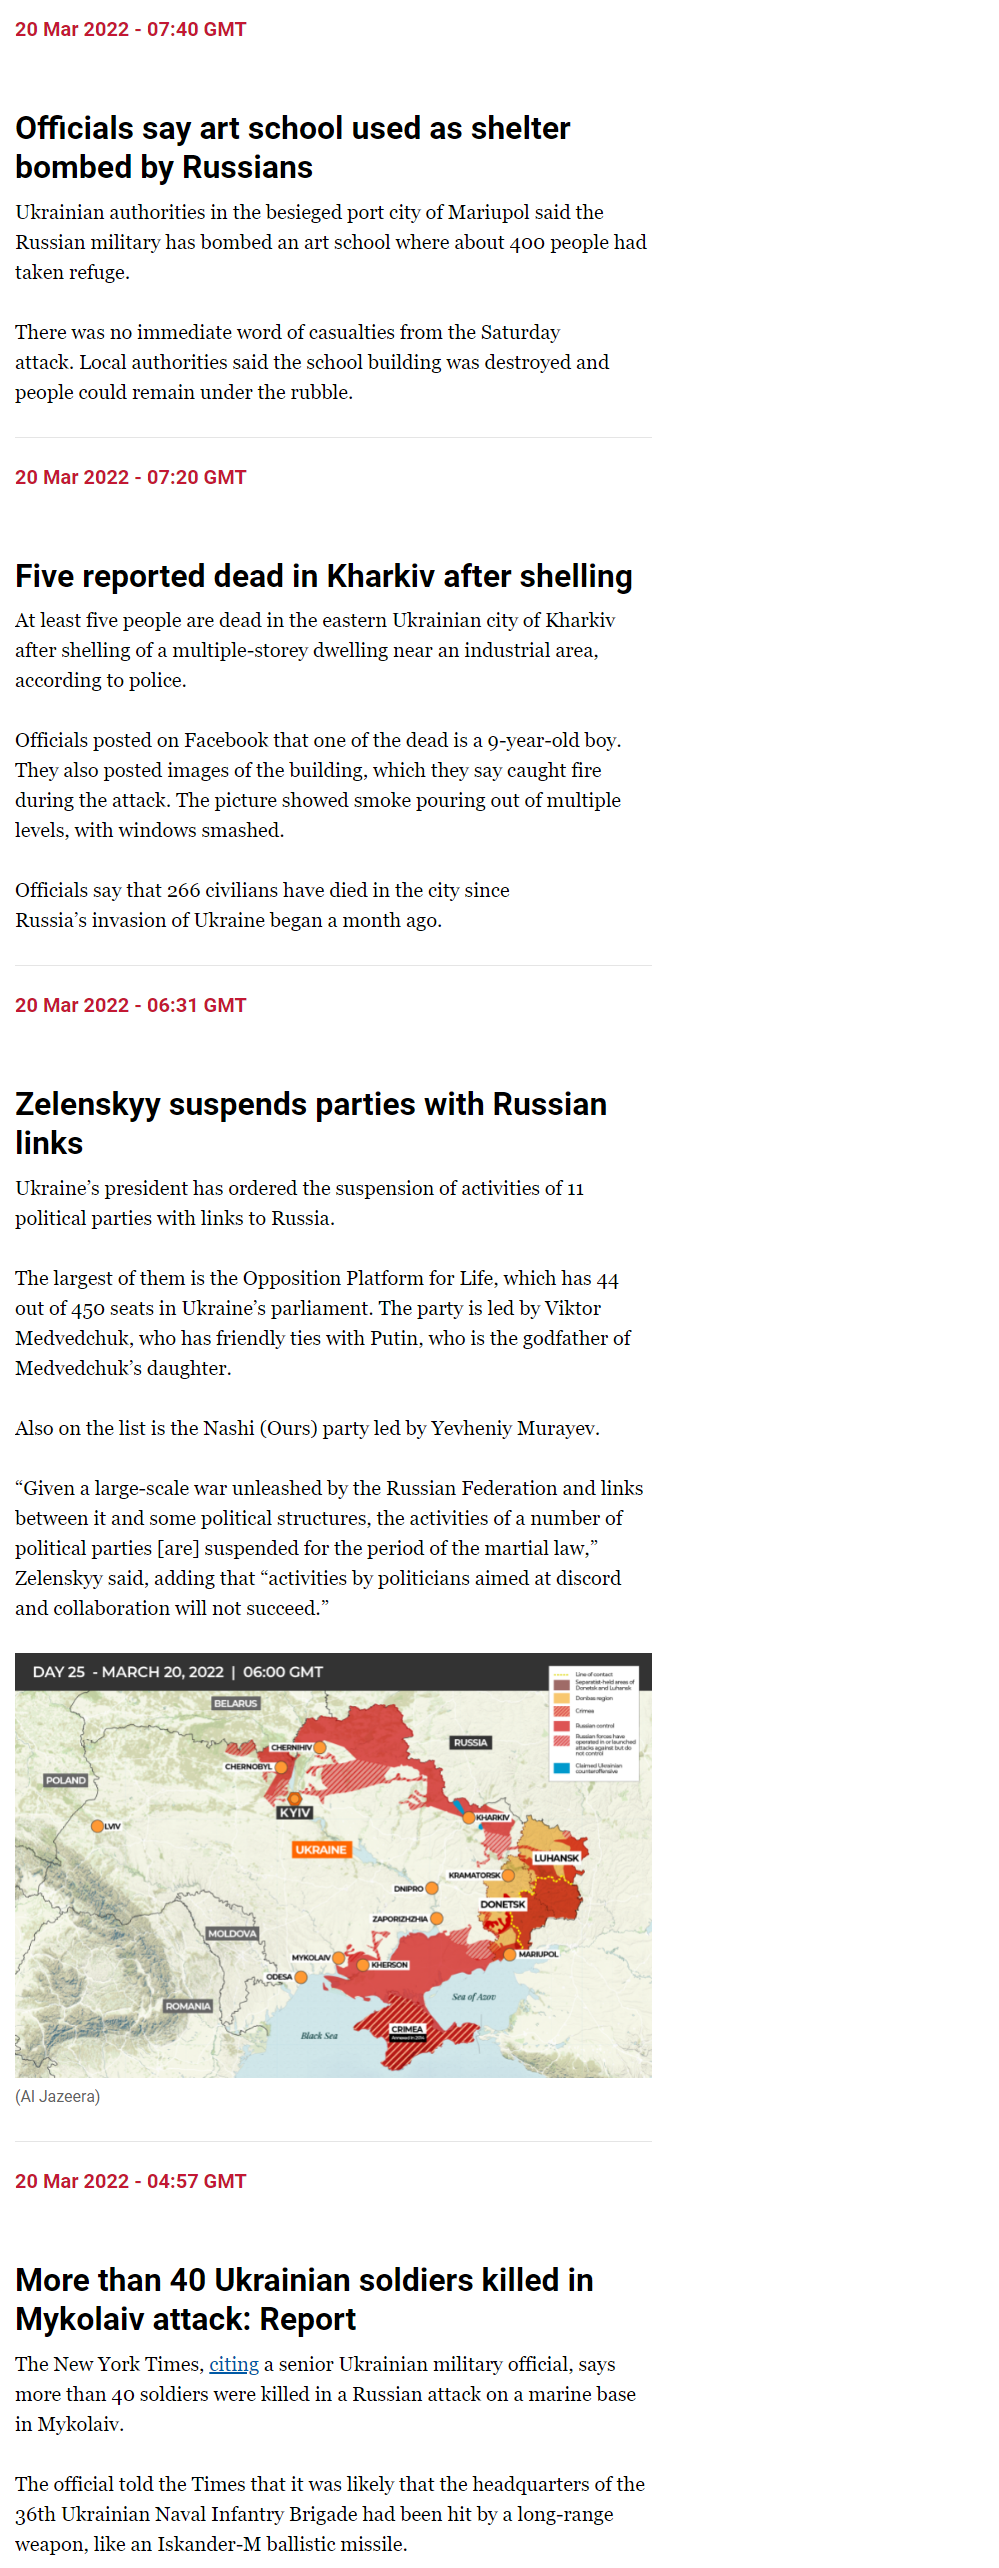 20 Mar 2022 - 07:40 GMT
Officials say art school used as shelter
bombed by Russians
Ukrainian authorities in the besieged port city of Mariupol said the
Russian military has bombed an art school where about 400 people had
taken refuge.
There was no immediate word of casualties from the Saturday
attack. Local authorities said the school building was destroyed and
people could remain under the rubble.
20 Mar 2022 - 07:20 GMT
Five reported dead in Kharkiv after shelling
At least five people are dead in the eastern Ukrainian city of Kharkiv
after shelling of a multiple-storey dwelling near an industrial area,
according to police.
Officials posted on Facebook that one of the dead is a 9-year-old boy.
They also posted images of the building, which they say caught fire
during the attack. The picture showed smoke pouring out of multiple
levels, with windows smashed.
Officials say that 266 civilians have died in the city since
Russia’s invasion of Ukraine began a month ago.
20 Mar 2022 - 06:31 GMT
Zelenskyy suspends parties with Russian
links
Ukraine’s president has ordered the suspension of activities of 11
political parties with links to Russia.
The largest of them is the Opposition Platform for Life, which has 44
out of 450 seats in Ukraine’s parliament. The party is led by Viktor
Medvedchuk, who has friendly ties with Putin, who is the godfather of
Medvedchuk’s daughter.
Also on the list is the Nashi (Ours) party led by Yevheniy Murayev.
“Given a large-scale war unleashed by the Russian Federation and links
between it and some political structures, the activities of a number of
political parties [are] suspended for the period of the martial law,”
Zelenskyy said, adding that “activities by politicians aimed at discord
and collaboration will not succeed.”
DAY 25 - MARCH 20, 2022 | 06:00 GMT
Line of contact
Separatist-held areas of
Donetsk and Luhansk
Donbas region
Crimea
Russian control
Russian forces have
operated in or launched
attacks against but do
not control
Claimed Ukrainian
counteroffensive
BELARUS
RUSSIA
CHERNIHIV
CHERNOBYL
POLAND
KYIV
KHARKIV
LVIV
UKRAINE
LUHANSK
KRAMATORSK
DNIPRO
DONETSK
ZAPORIZHZHIA
MOLDOVA
MARIUPOL
MYKOLAIV
KHERSON
ODESA
Sea of Azov
ROMANIA
CRIMEA
Annexed in 2014
Black Sea
(Al Jazeera)
20 Mar 2022 - 04:57 GMT
More than 40 Ukrainian soldiers killed in
Mykolaiv attack: Report
The New York Times, citing a senior Ukrainian military official, says
more than 40 soldiers were killed in a Russian attack on a marine base
in Mykolaiv.
The official told the Times that it was likely that the headquarters of the
36th Ukrainian Naval Infantry Brigade had been hit by a long-range
weapon, like an Iskander-M ballistic missile.